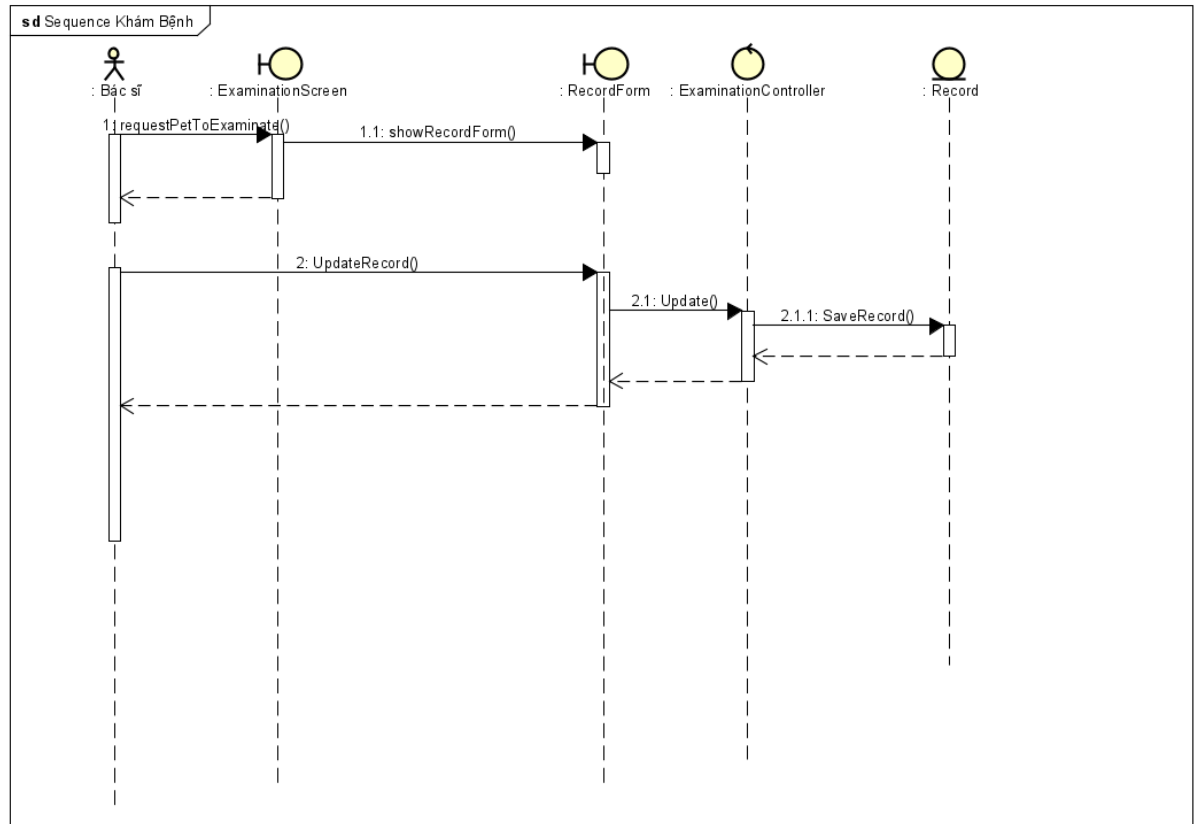 sd Sequence Khám Bệnh
: Bác sĩ
: ExaminationScreen
: RecordForm
: ExaminationController
: Record
1: requestPetToExaminate()
1.1: showRecordForm()
2: UpdateRecord()
2.1: Update()
2.1.1: SaveRecord()